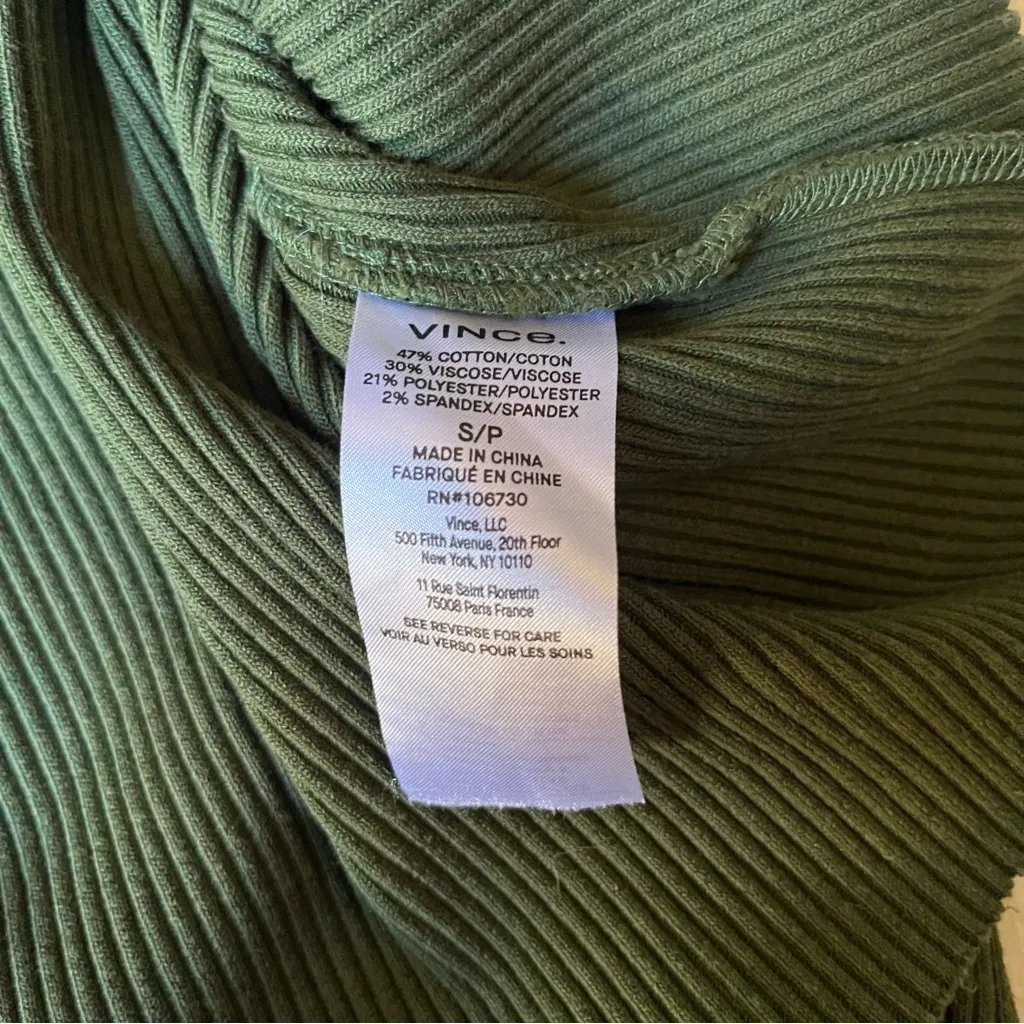 VINCe.
47% COTTON/COTON
30% VISCOSE/VISCOSE
21% POLYESTER/POLYESTER
2% SPANDEX/SPANDEX
S/P
MADE IN CHINA
FABRIQUÉ EN CHINE
RN#106730
Vince, LLC
500 Fifth Avenue, 20th Floor
New York, NY 10110
11 Rue Saint Florentin
75008 Paris France
SEE REVERSE FOR CARE
VOIR AU VERSO POUR LES SOINS